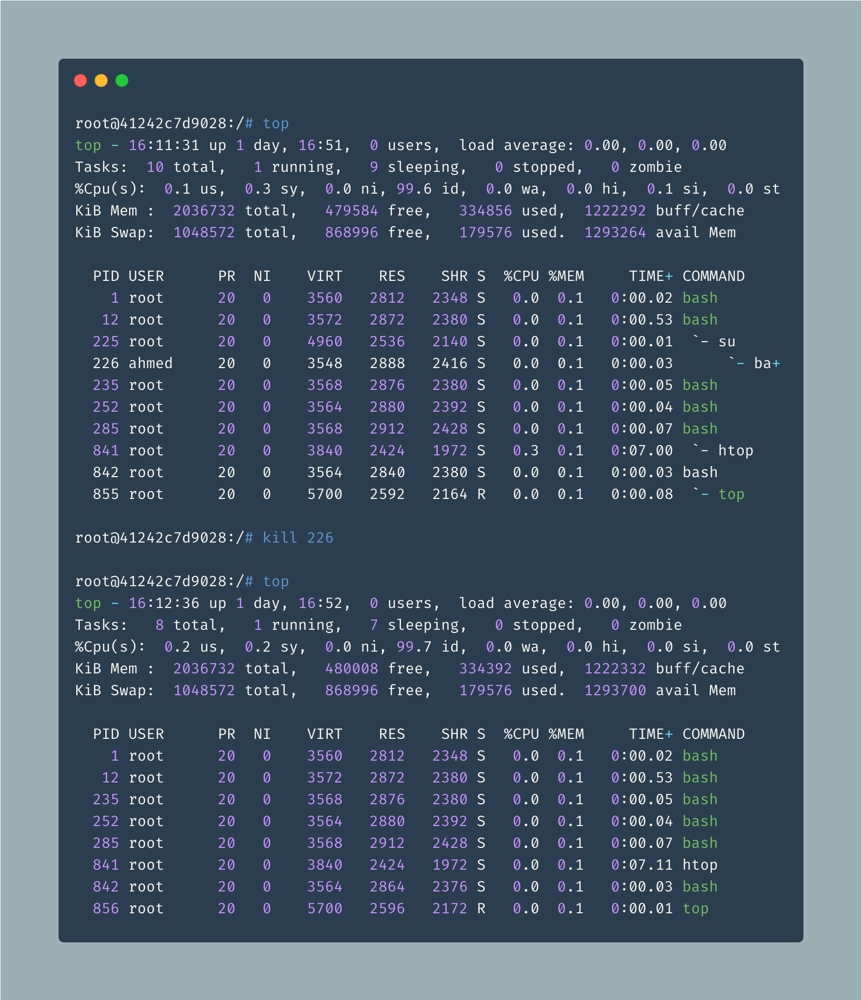 root@41242c7d9028:/# top
top - 16:11:31 up 1 day, 16:51,  0 users,  load average: 0.00, 0.00, 0.00
Tasks:  10 total,   1 running,   9 sleeping,   0 stopped,   0 zombie
%Cpu(s):  0.1 us,  0.3 sy,  0.0 ni, 99.6 id,  0.0 wa,  0.0 hi,  0.1 si,  0.0 st
KiB Mem :  2036732 total,   479584 free,   334856 used,  1222292 buff/cache
KiB Swap:  1048572 total,   868996 free,   179576 used.  1293264 avail Mem

  PID USER      PR  NI    VIRT    RES    SHR S  %CPU %MEM     TIME+ COMMAND
    1 root      20   0    3560   2812   2348 S   0.0  0.1   0:00.02 bash
   12 root      20   0    3572   2872   2380 S   0.0  0.1   0:00.53 bash
  225 root      20   0    4960   2536   2140 S   0.0  0.1   0:00.01  `- su
  226 ahmed     20   0    3548   2888   2416 S   0.0  0.1   0:00.03      `- ba+
  235 root      20   0    3568   2876   2380 S   0.0  0.1   0:00.05 bash
  252 root      20   0    3564   2880   2392 S   0.0  0.1   0:00.04 bash
  285 root      20   0    3568   2912   2428 S   0.0  0.1   0:00.07 bash
  841 root      20   0    3840   2424   1972 S   0.3  0.1   0:07.00  `- htop
  842 root      20   0    3564   2840   2380 S   0.0  0.1   0:00.03 bash
  855 root      20   0    5700   2592   2164 R   0.0  0.1   0:00.08  `- top

root@41242c7d9028:/# kill 226

root@41242c7d9028:/# top
top - 16:12:36 up 1 day, 16:52,  0 users,  load average: 0.00, 0.00, 0.00
Tasks:   8 total,   1 running,   7 sleeping,   0 stopped,   0 zombie
%Cpu(s):  0.2 us,  0.2 sy,  0.0 ni, 99.7 id,  0.0 wa,  0.0 hi,  0.0 si,  0.0 st
KiB Mem :  2036732 total,   480008 free,   334392 used,  1222332 buff/cache
KiB Swap:  1048572 total,   868996 free,   179576 used.  1293700 avail Mem

  PID USER      PR  NI    VIRT    RES    SHR S  %CPU %MEM     TIME+ COMMAND
    1 root      20   0    3560   2812   2348 S   0.0  0.1   0:00.02 bash
   12 root      20   0    3572   2872   2380 S   0.0  0.1   0:00.53 bash
  235 root      20   0    3568   2876   2380 S   0.0  0.1   0:00.05 bash
  252 root      20   0    3564   2880   2392 S   0.0  0.1   0:00.04 bash
  285 root      20   0    3568   2912   2428 S   0.0  0.1   0:00.07 bash
  841 root      20   0    3840   2424   1972 S   0.0  0.1   0:07.11 htop
  842 root      20   0    3564   2864   2376 S   0.0  0.1   0:00.03 bash
  856 root      20   0    5700   2596   2172 R   0.0  0.1   0:00.01 top